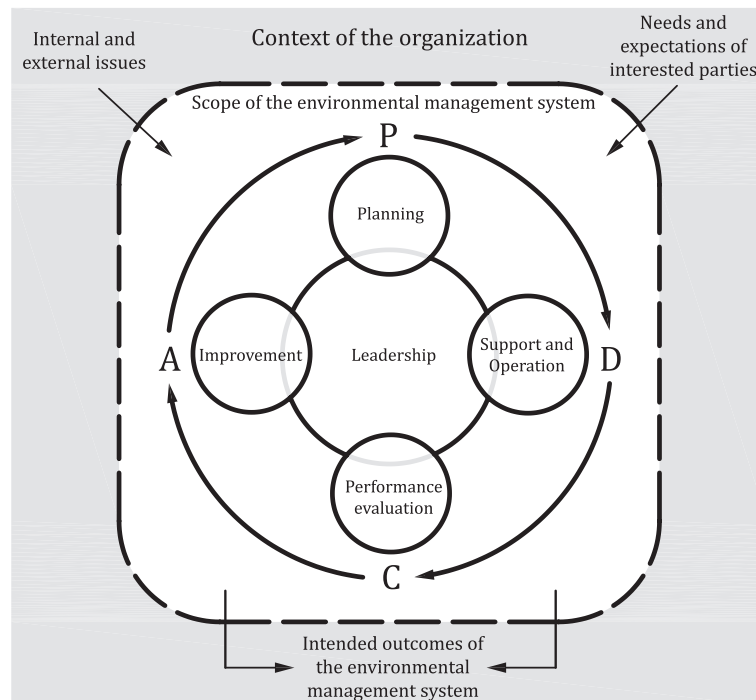 Internal and
external issues
Context of the organization
Needs and
expectations of
interested parties
Scope of the environmental management system
P
Planning
A
Improvement
Leadership
Support and
Operation
D
Performance
evaluation
C
Intended outcomes of
the environmental
management system